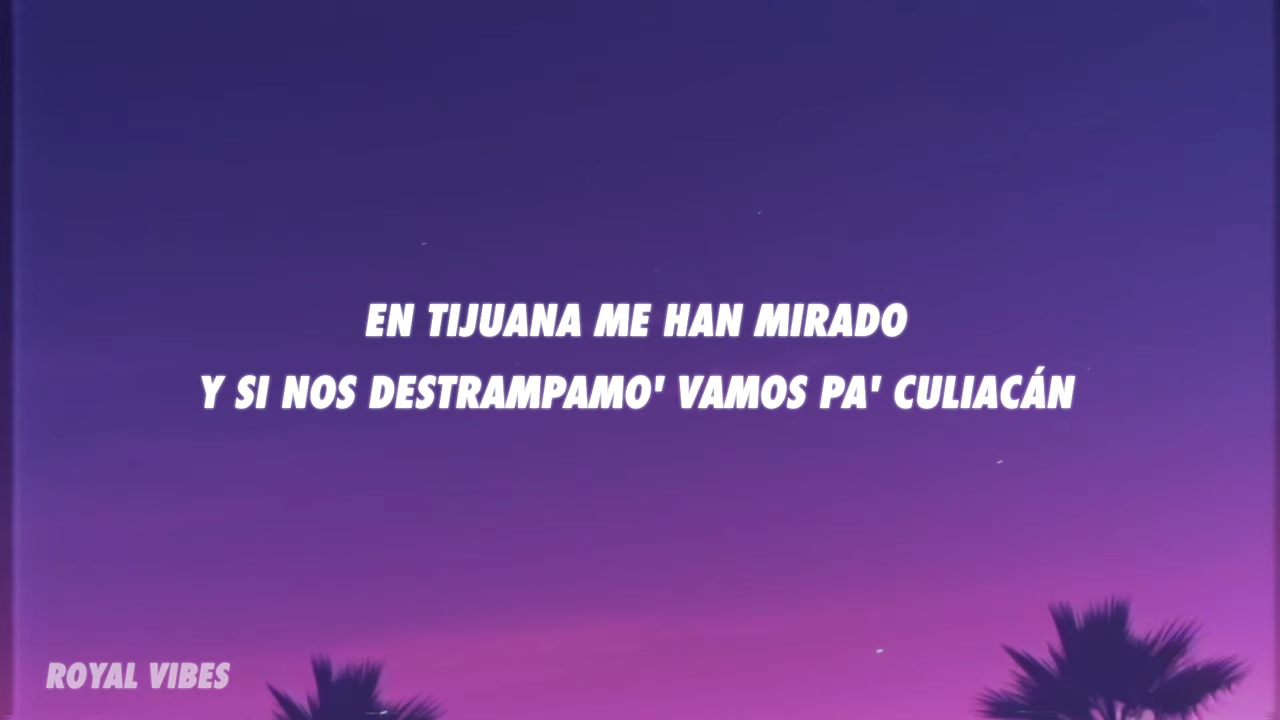 EN TIJUANA ME HAN MIRADO
Y SI NOS DESTRAMPAMO' VAMOS PA' CULIACÁN
ROYAL VIBES